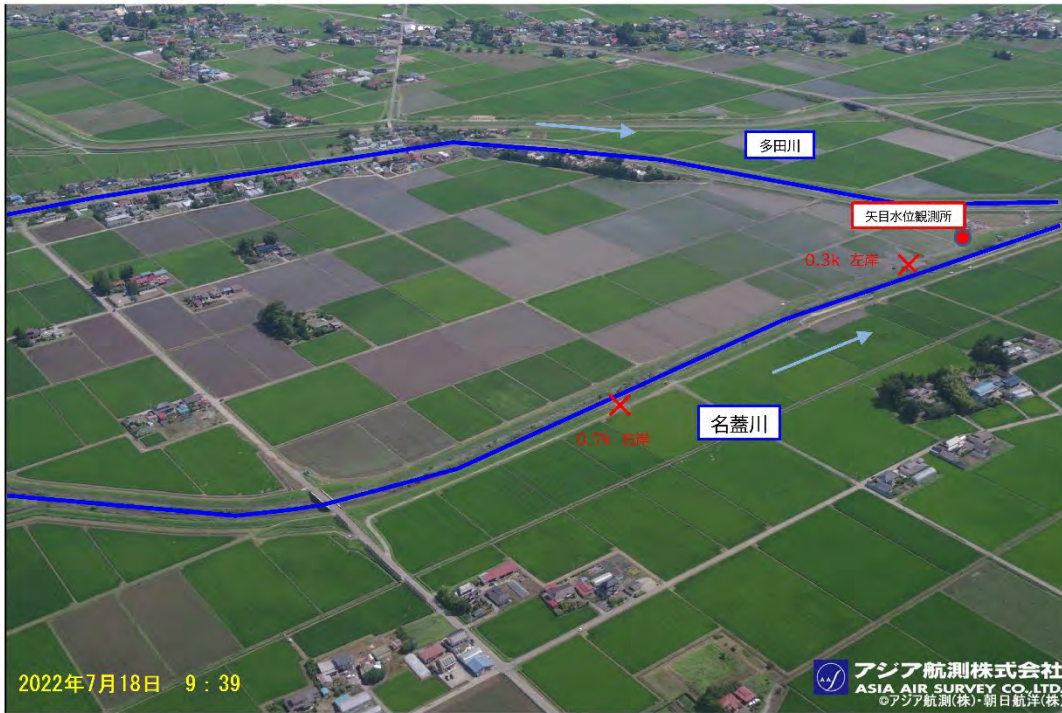 多田川
矢目水位観測所
0.3k 左岸
名蓋川
0.7k 右岸
2022年7月18日 9:39
アジア航測株式会社
ASIA AIR SURVEY CO.,LTD.
©アジア航測(株)・朝日航洋(株)